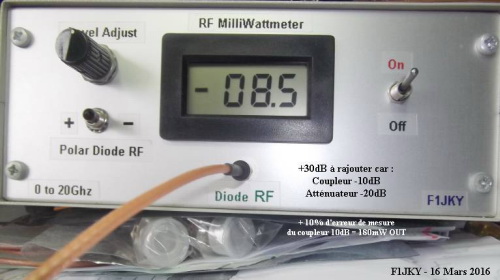 RF MilliWattmeter
Level Adjust
- 08.5
On
+ -
Off
Polar Diode RF
+30dB à rajouter car :
Coupleur -10dB
Atténuateur -20dB
0 to 20Ghz
Diode RF
F1JKY
+ 10% d'erreur de mesure
du coupleur 10dB = 180mW OUT
F1JKY - 16 Mars 2016